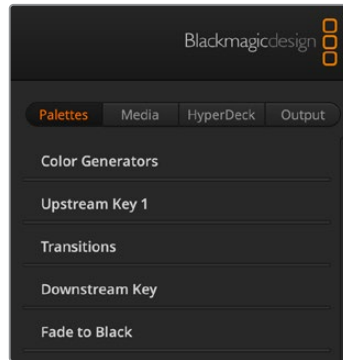 Blackmagicdesign
Palettes Media HyperDeck Output
Color Generators
Upstream Key 1
Transitions
Downstream Key
Fade to Black